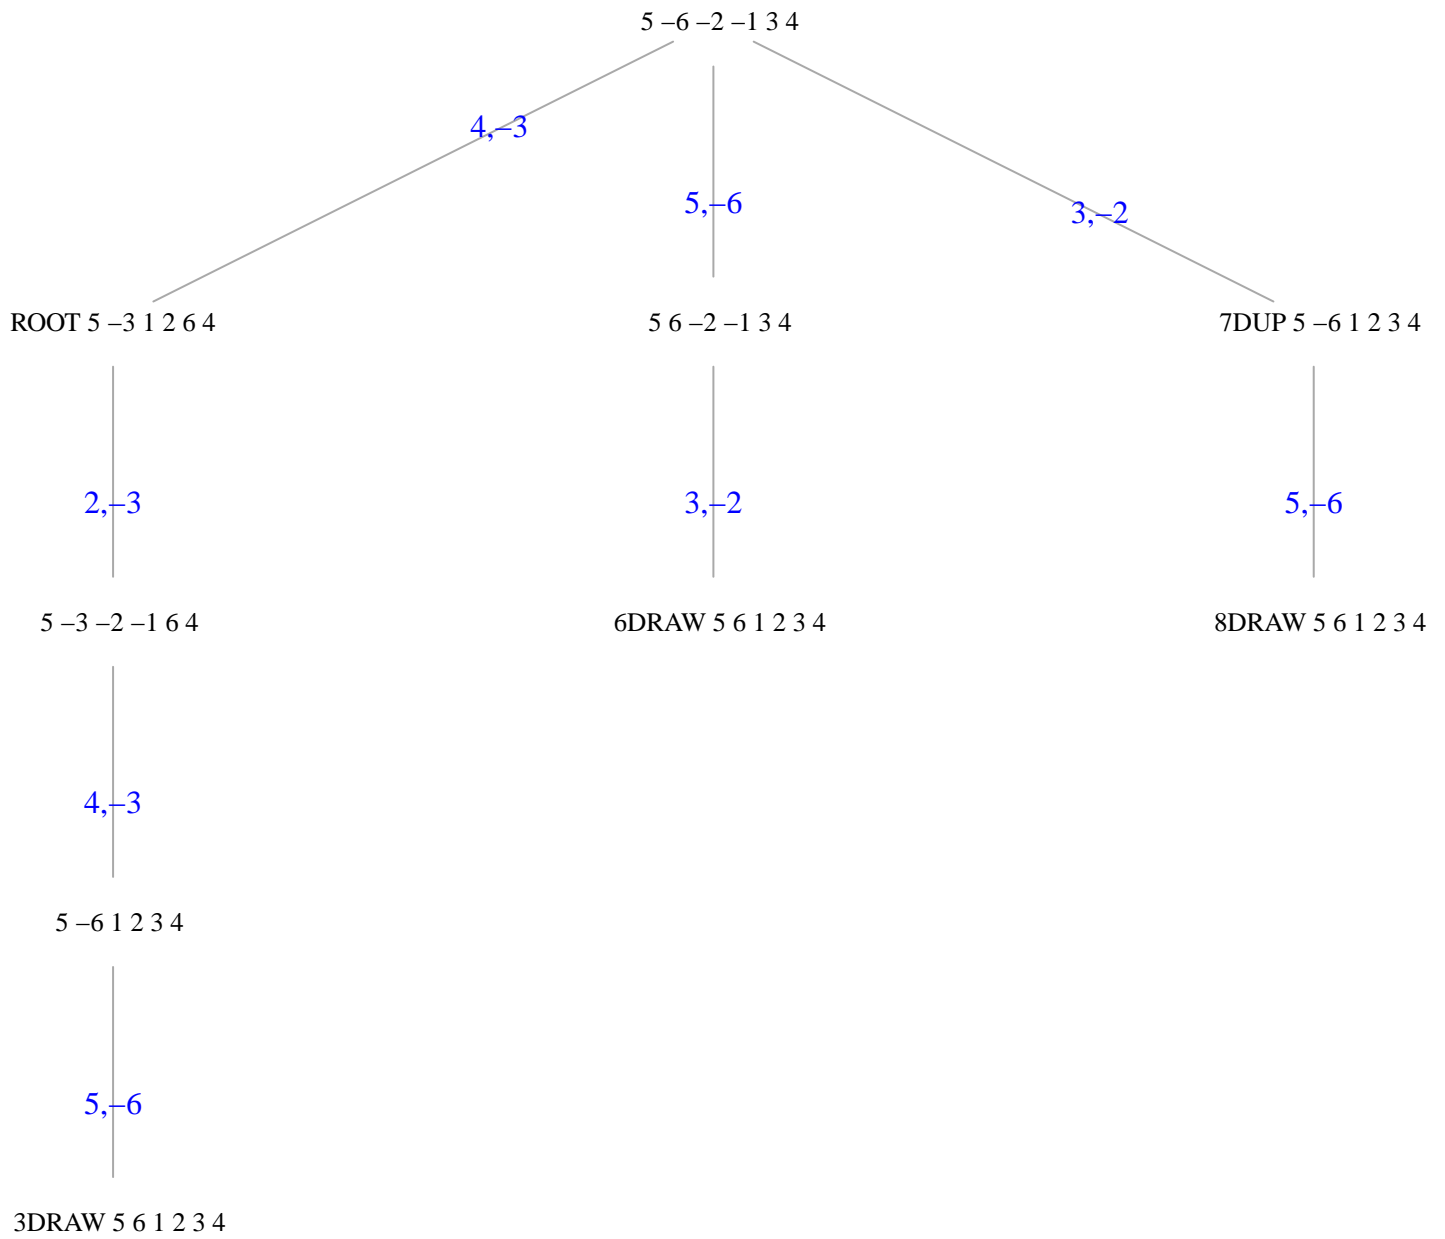 5 –6 –2 –1 3 4
4,–3
5,–6
3,–2
ROOT 5 –3 1 2 6 4
5 6 –2 –1 3 4
7DUP 5 –6 1 2 3 4
2,–3
3,–2
5,–6
5 –3 –2 –1 6 4
6DRAW 5 6 1 2 3 4
8DRAW 5 6 1 2 3 4
4,–3
5 –6 1 2 3 4
5,–6
3DRAW 5 6 1 2 3 4